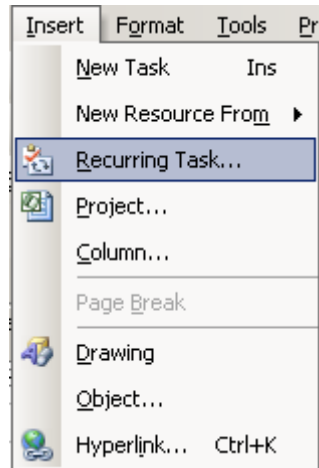 Insert Format Tools Pr
New Task Ins
New Resource From
Recurring Task...
Project...
Column...
Page Break
Drawing
Object...
Hyperlink... Ctrl+K